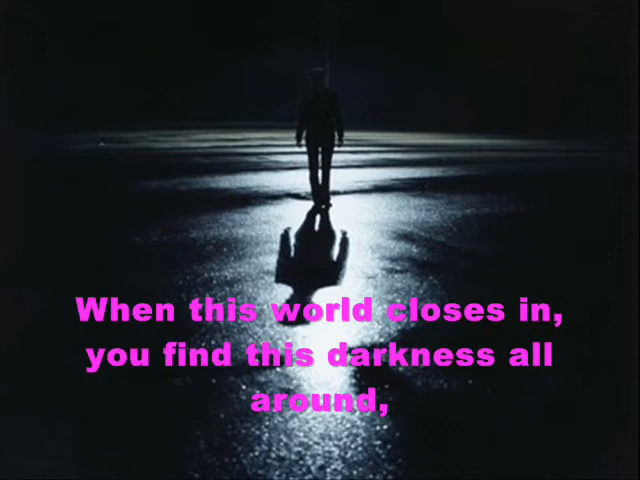 When this world closes in,
you find this darkness all
around,